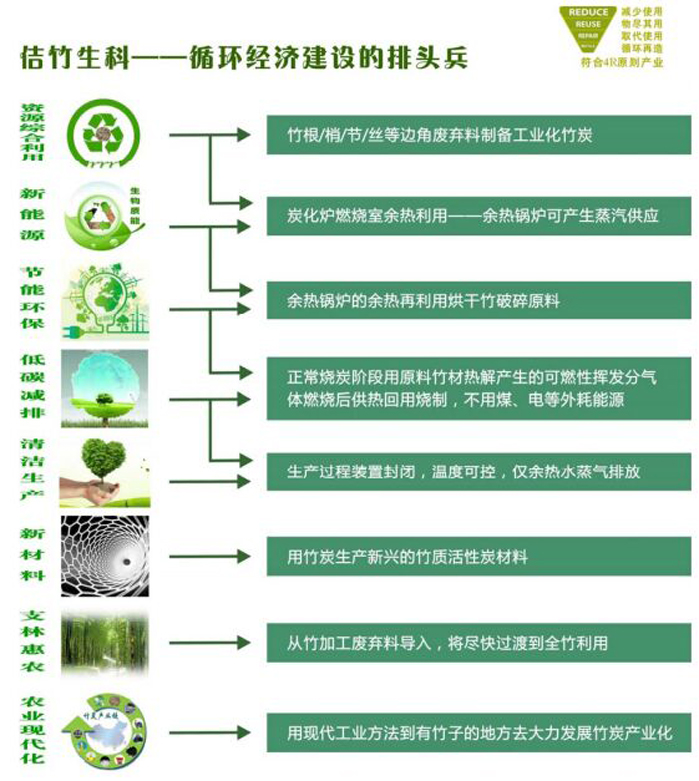 REDUCE
REUSE
REPAIR
减少使用
物尽其用
取代使用
循环再造
符合4R原则产业
佶竹生科——循环经济建设的排头兵
资源综合利用
竹根/梢/节/丝等边角废弃料制备工业化竹炭
新能源
生物质能
炭化炉燃烧室余热利用——余热锅炉可产生蒸汽供应
节能环保
余热锅炉的余热再利用烘干竹破碎原料
低碳减排
正常烧炭阶段用原料竹材热解产生的可燃性挥发分气
体燃烧后供热回用烧制，不用煤、电等外耗能源
清洁生产
生产过程装置封闭，温度可控，仅余热水蒸气排放
新材料
用竹炭生产新兴的竹质活性炭材料
支林惠农
从竹加工废弃料导入，将尽快过渡到全竹利用
农业现代化
竹炭产业链
用现代工业方法到有竹子的地方去大力发展竹炭产业化